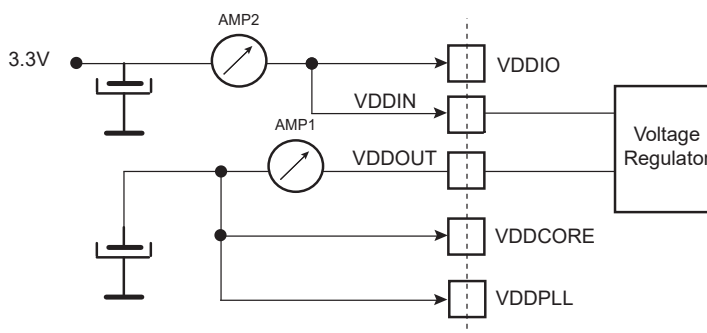 AMP2
3.3V
VDDIO
VDDIN
AMP1
VDDOUT
Voltage
Regulator
VDDCORE
VDDPLL